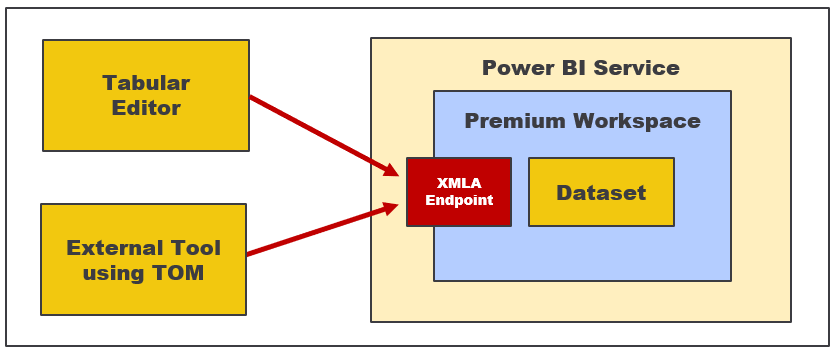 Tabular
Editor
External Tool
using TOM
Power BI Service
Premium Workspace
XMLA
Endpoint
Dataset